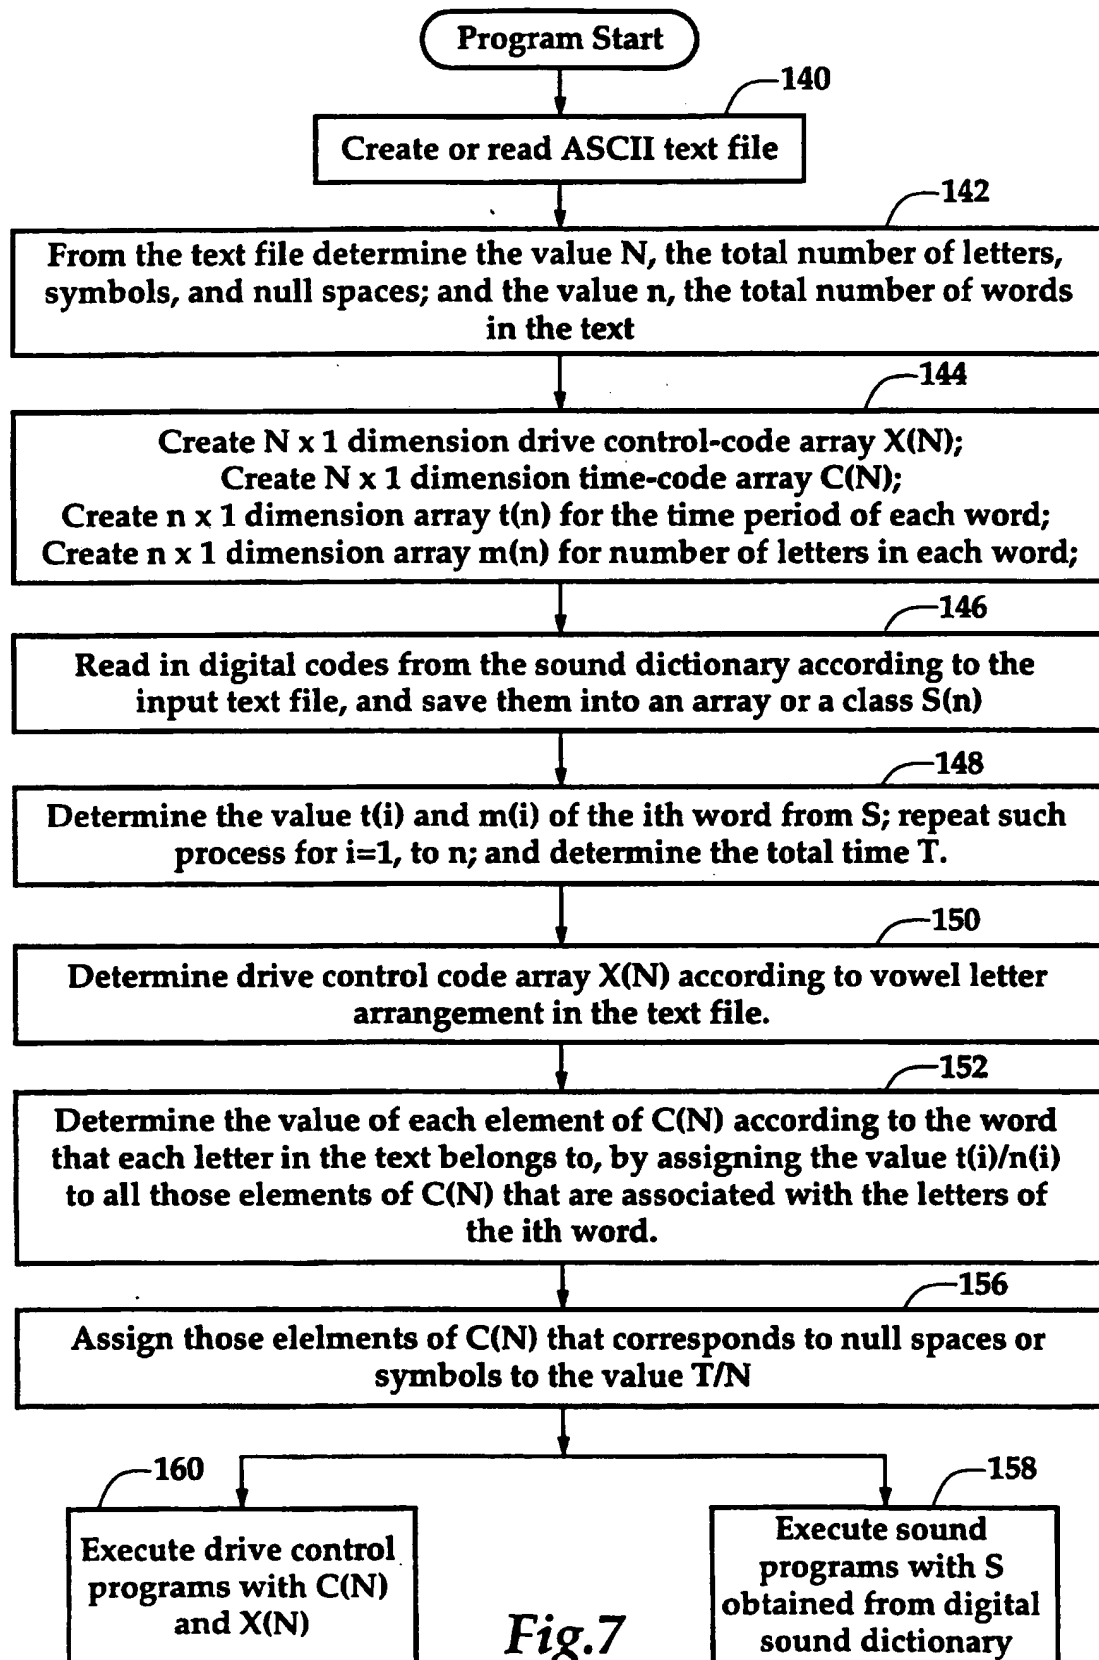 Program Start
140
Create or read ASCII text file
142
From the text file determine the value N, the total number of letters,
symbols, and null spaces; and the value n, the total number of words
in the text
144
Create N x 1 dimension drive control-code array X(N);
Create N x 1 dimension time-code array C(N);
Create n x 1 dimension array t(n) for the time period of each word;
Create n x 1 dimension array m(n) for number of letters in each word;
146
Read in digital codes from the sound dictionary according to the
input text file, and save them into an array or a class S(n)
148
Determine the value t(i) and m(i) of the ith word from S; repeat such
process for i=1, to n; and determine the total time T.
150
Determine drive control code array X(N) according to vowel letter
arrangement in the text file.
152
Determine the value of each element of C(N) according to the word
that each letter in the text belongs to, by assigning the value t(i)/n(i)
to all those elements of C(N) that are associated with the letters of
the ith word.
156
Assign those elelments of C(N) that corresponds to null spaces or
symbols to the value T/N
160
Execute drive control
programs with C(N)
and X(N)
158
Execute sound
programs with S
obtained from digital
sound dictionary
Fig.7